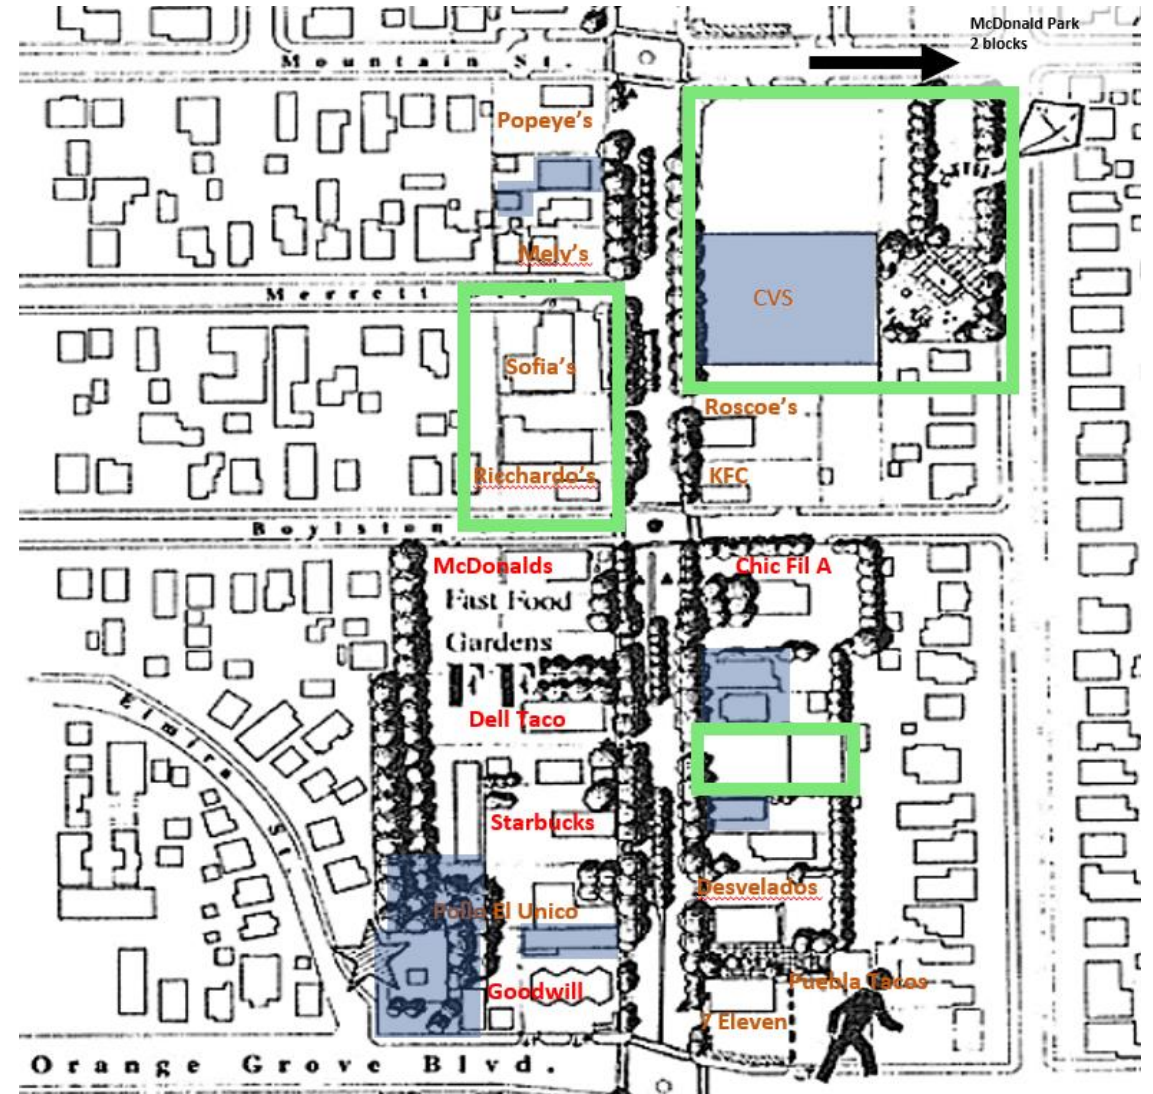 McDonald Park
2 blocks
Mountain St.
Popeye's
Melv's
Merrett
CVS
Sofia's
Roscoe's
Ricchardo's
KFC
Boylston
McDonalds
Chic Fil A
Fast Food
Gardens
Dell Taco
Elmira St.
Starbucks
Desvelados
Pollo El Unico
Puebla Tacos
Goodwill
7 Eleven
Orange Grove Blvd.